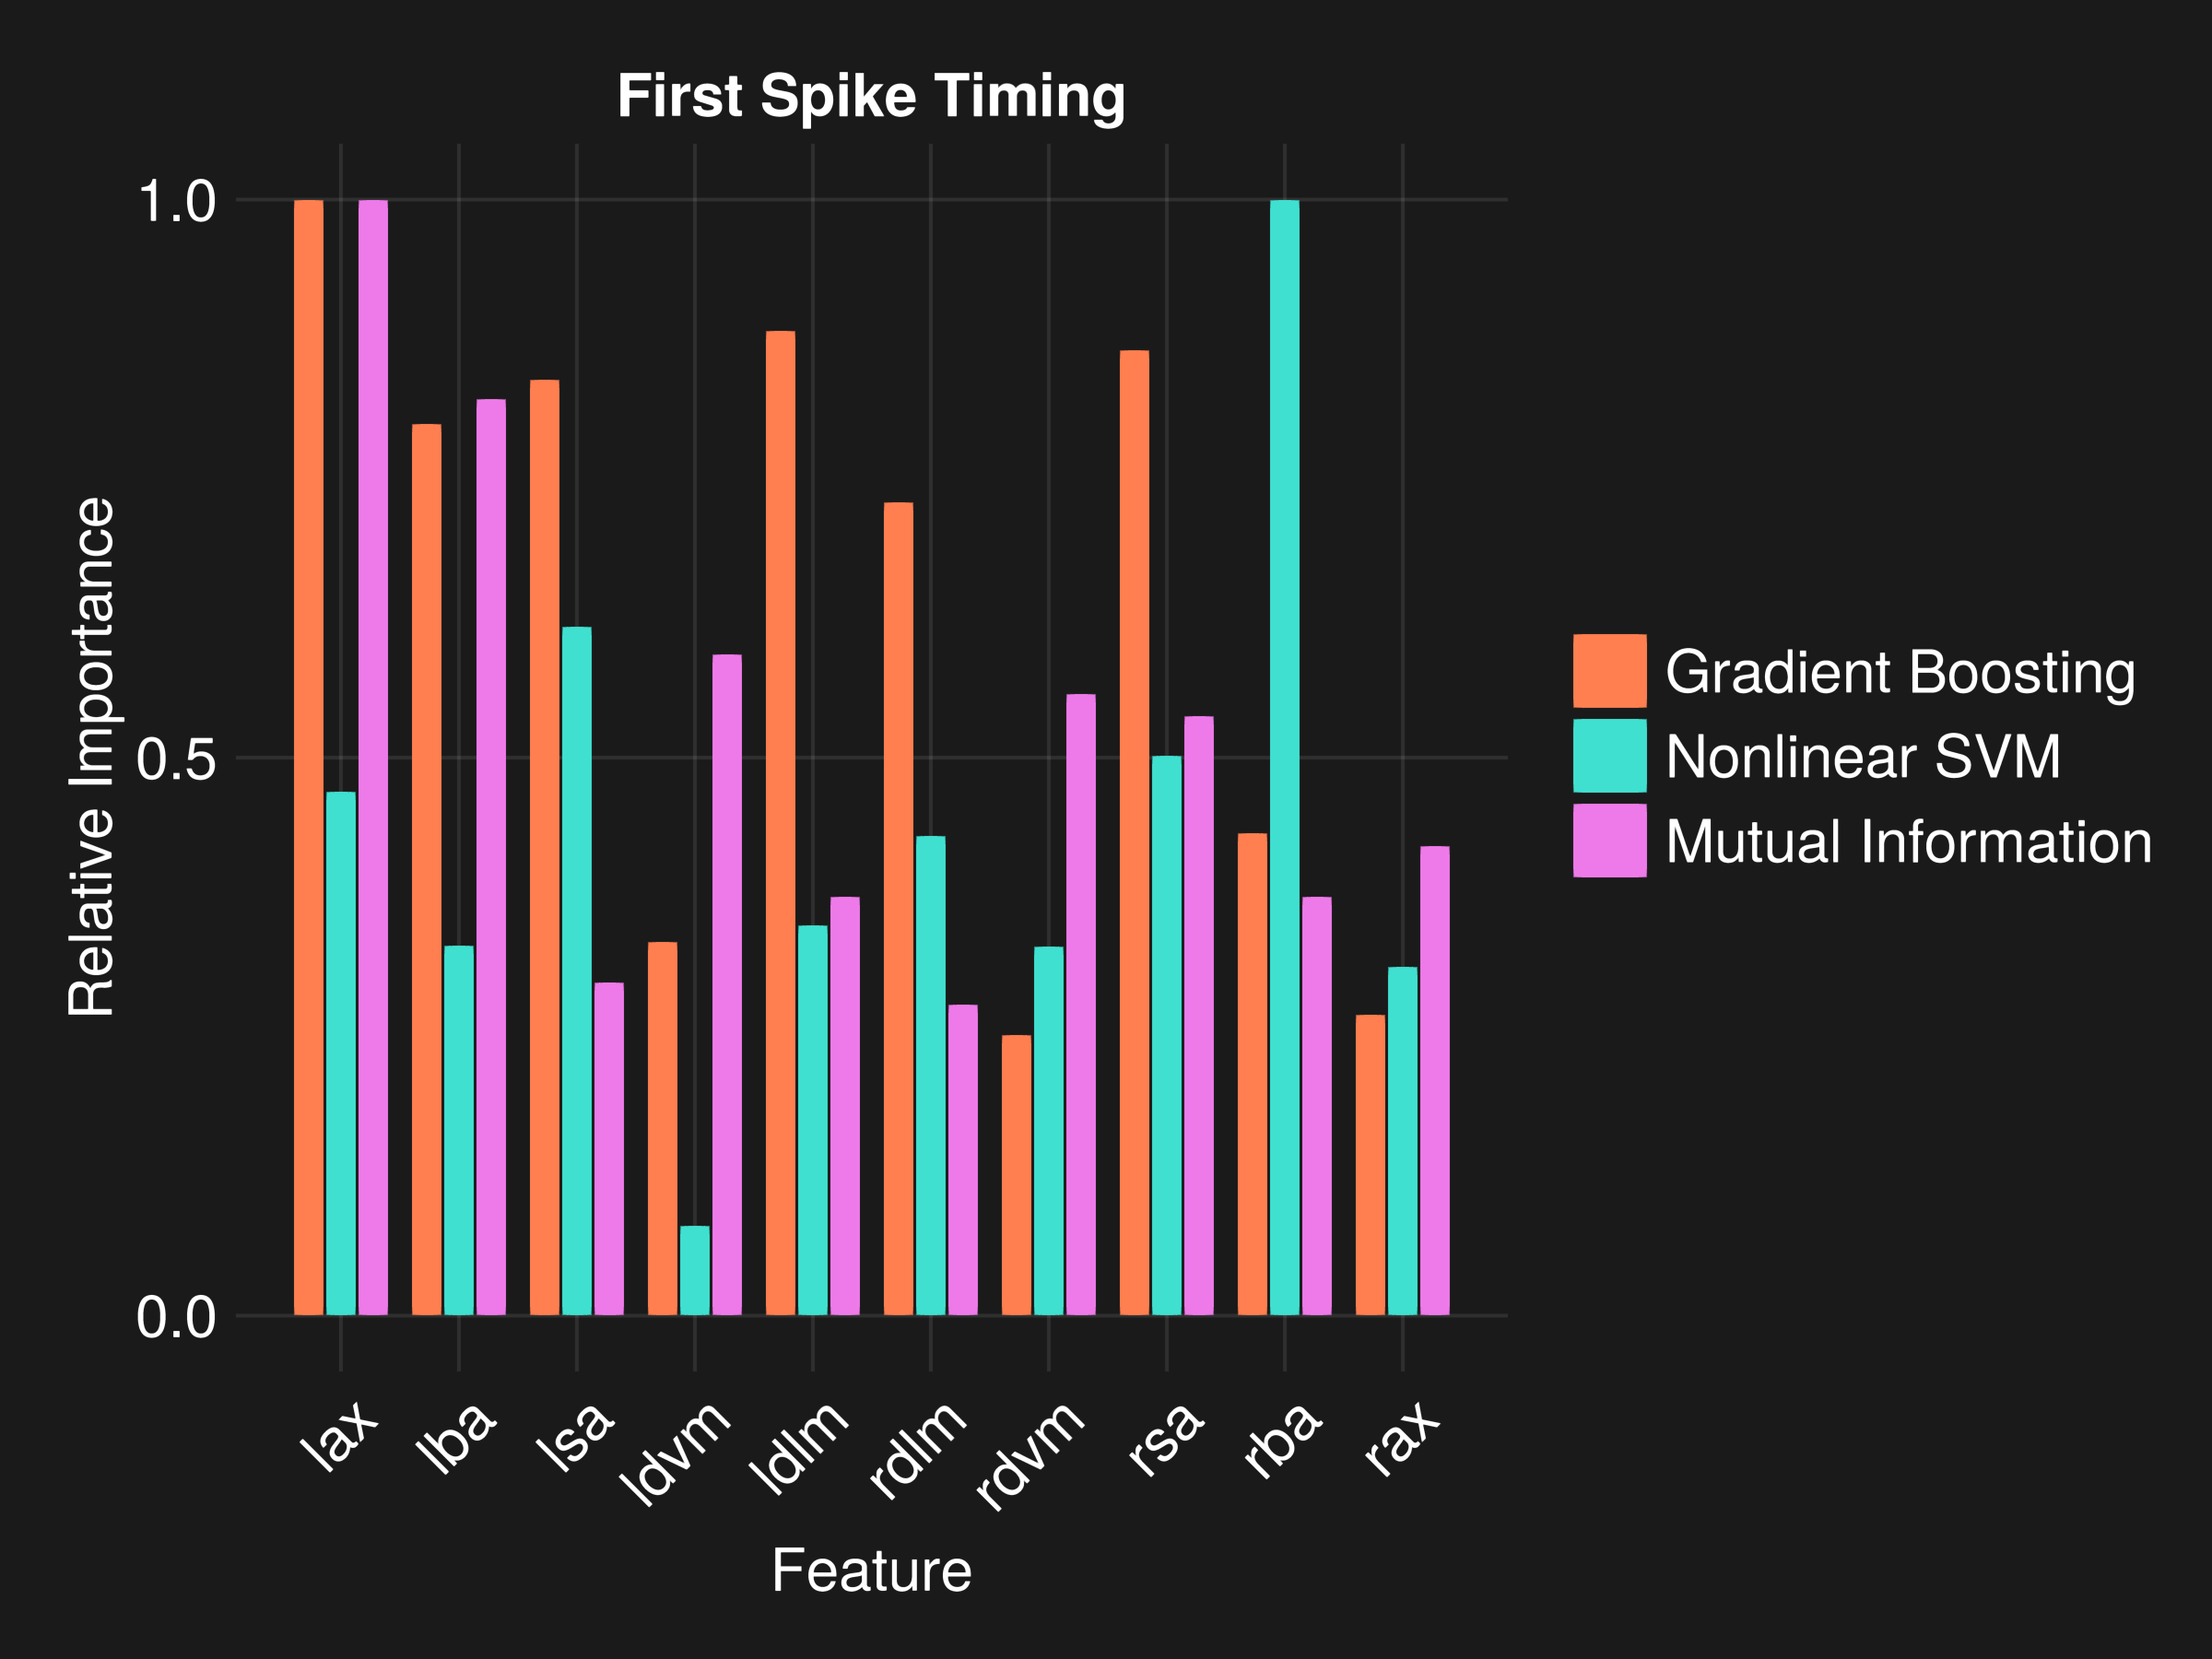 First Spike Timing
1.0
0.5
0.0
Relative Importance
lax
lba
lsa
ldvm
ldlm
rdlm
rdvm
rsa
rba
rax
Feature
Gradient Boosting
Nonlinear SVM
Mutual Information